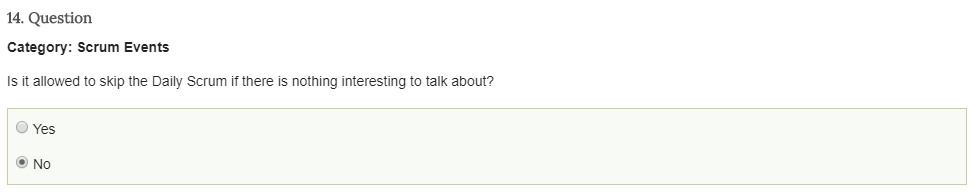 14. Question
Category: Scrum Events
Is it allowed to skip the Daily Scrum if there is nothing interesting to talk about?
Yes
No